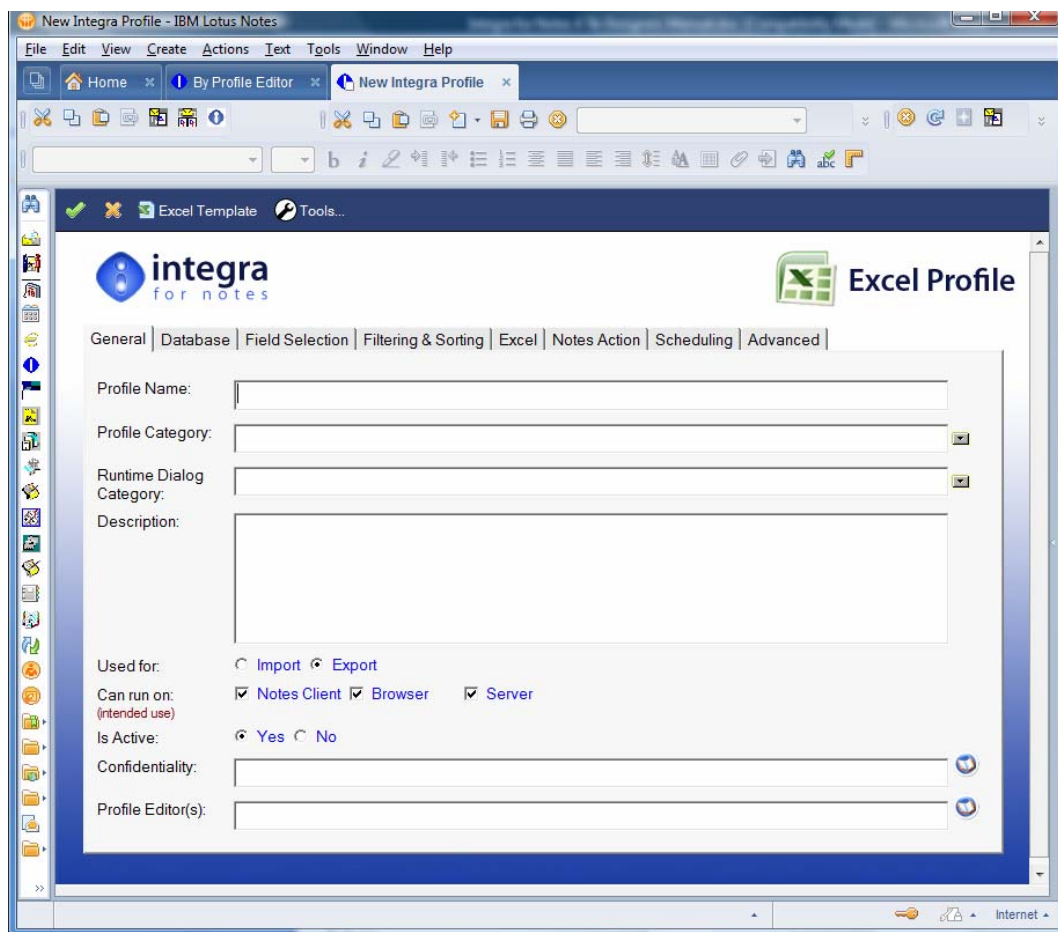 New Integra Profile - IBM Lotus Notes
File Edit View Create Actions Text Tools Window Help
Home By Profile Editor New Integra Profile
b i abc
Excel Template Tools...
integra
for notes
Excel Profile
General Database Field Selection Filtering & Sorting Excel Notes Action Scheduling Advanced
Profile Name:
Profile Category:
Runtime Dialog
Category:
Description:
Used for: Import Export
Can run on: Notes Client Browser Server
(intended use)
Is Active: Yes No
Confidentiality:
Profile Editor(s):
Internet